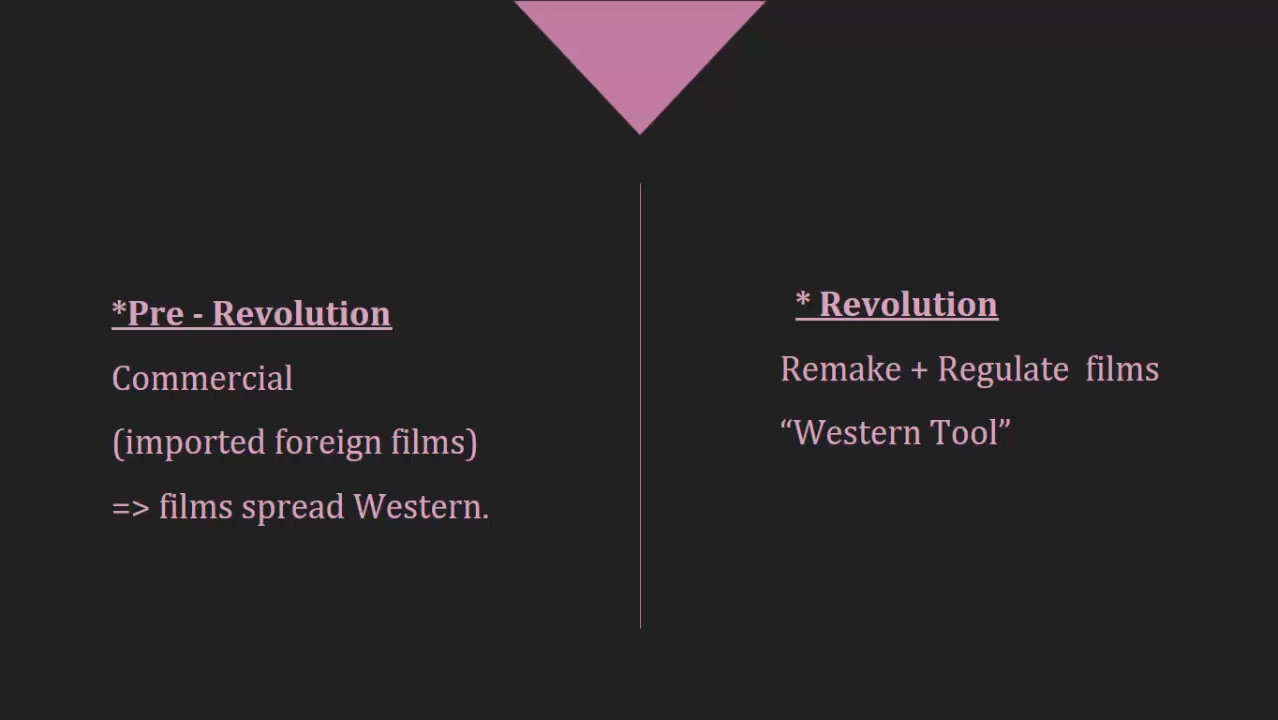 *Pre - Revolution
Commercial
(imported foreign films)
=> films spread Western.
* Revolution
Remake + Regulate  films
“Western Tool”